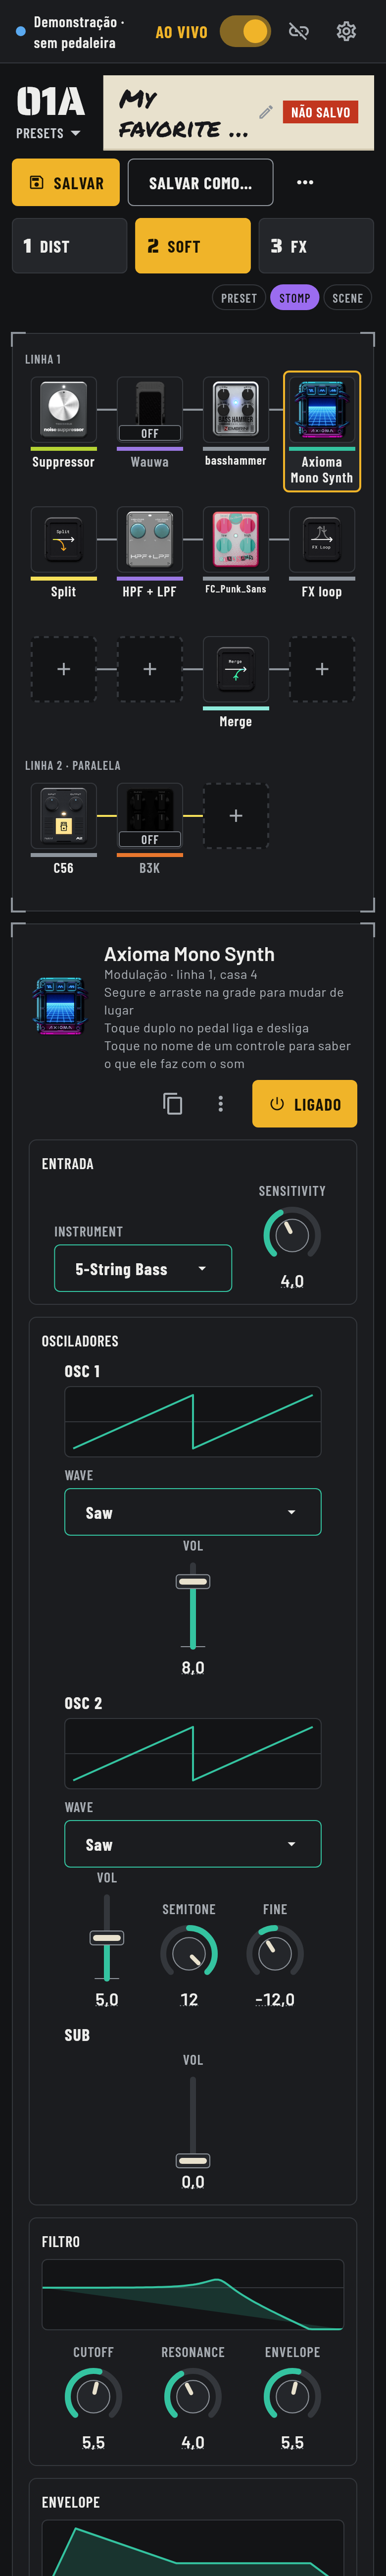 Demonstração ·
sem pedaleira
AO VIVO
01A
PRESETS
My
FAVORITE ...
NÃO SALVO
SALVAR
SALVAR COMO...
1 DIST
2 SOFT
3 FX
PRESET
STOMP
SCENE
LINHA 1
OFF
Suppressor
Wauwa
basshammer
Axioma
Mono Synth
Split
HPF+LPF
FX Loop
Split
HPF + LPF
FC_Punk_Sans
FX loop
Merge
Merge
LINHA 2 · PARALELA
OFF
C56
B3K
Axioma Mono Synth
Modulação · linha 1, casa 4
Segure e arraste na grade para mudar de
lugar
Toque duplo no pedal liga e desliga
Toque no nome de um controle para saber
o que ele faz com o som
LIGADO
ENTRADA
INSTRUMENT
5-String Bass
SENSITIVITY
4,0
OSCILADORES
OSC 1
WAVE
Saw
VOL
8,0
OSC 2
WAVE
Saw
VOL
SEMITONE
FINE
5,0
12
-12,0
SUB
VOL
0,0
FILTRO
CUTOFF
RESONANCE
ENVELOPE
5,5
4,0
5,5
ENVELOPE